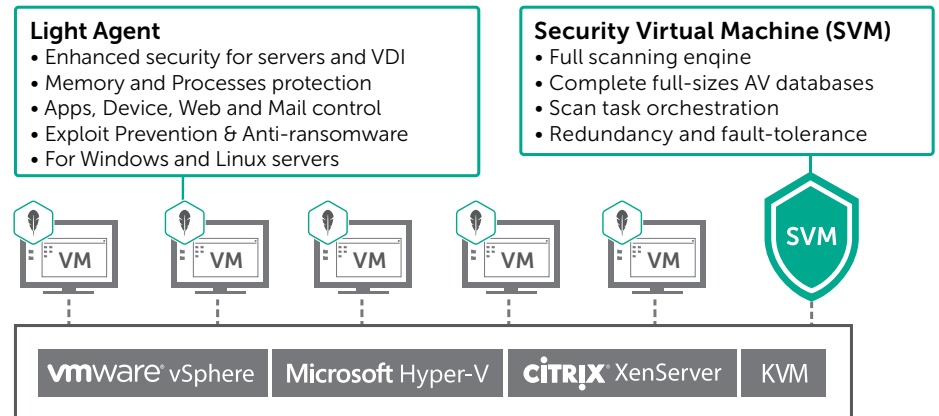 Light Agent
• Enhanced security for servers and VDI
• Memory and Processes protection
• Apps, Device, Web and Mail control
• Exploit Prevention & Anti-ransomware
• For Windows and Linux servers
Security Virtual Machine (SVM)
• Full scanning enqine
• Complete full-sizes AV databases
• Scan task orchestration
• Redundancy and fault-tolerance
VM VM VM VM VM SVM
vmware® vSphere Microsoft Hyper-V CİTRIX® XenServer KVM